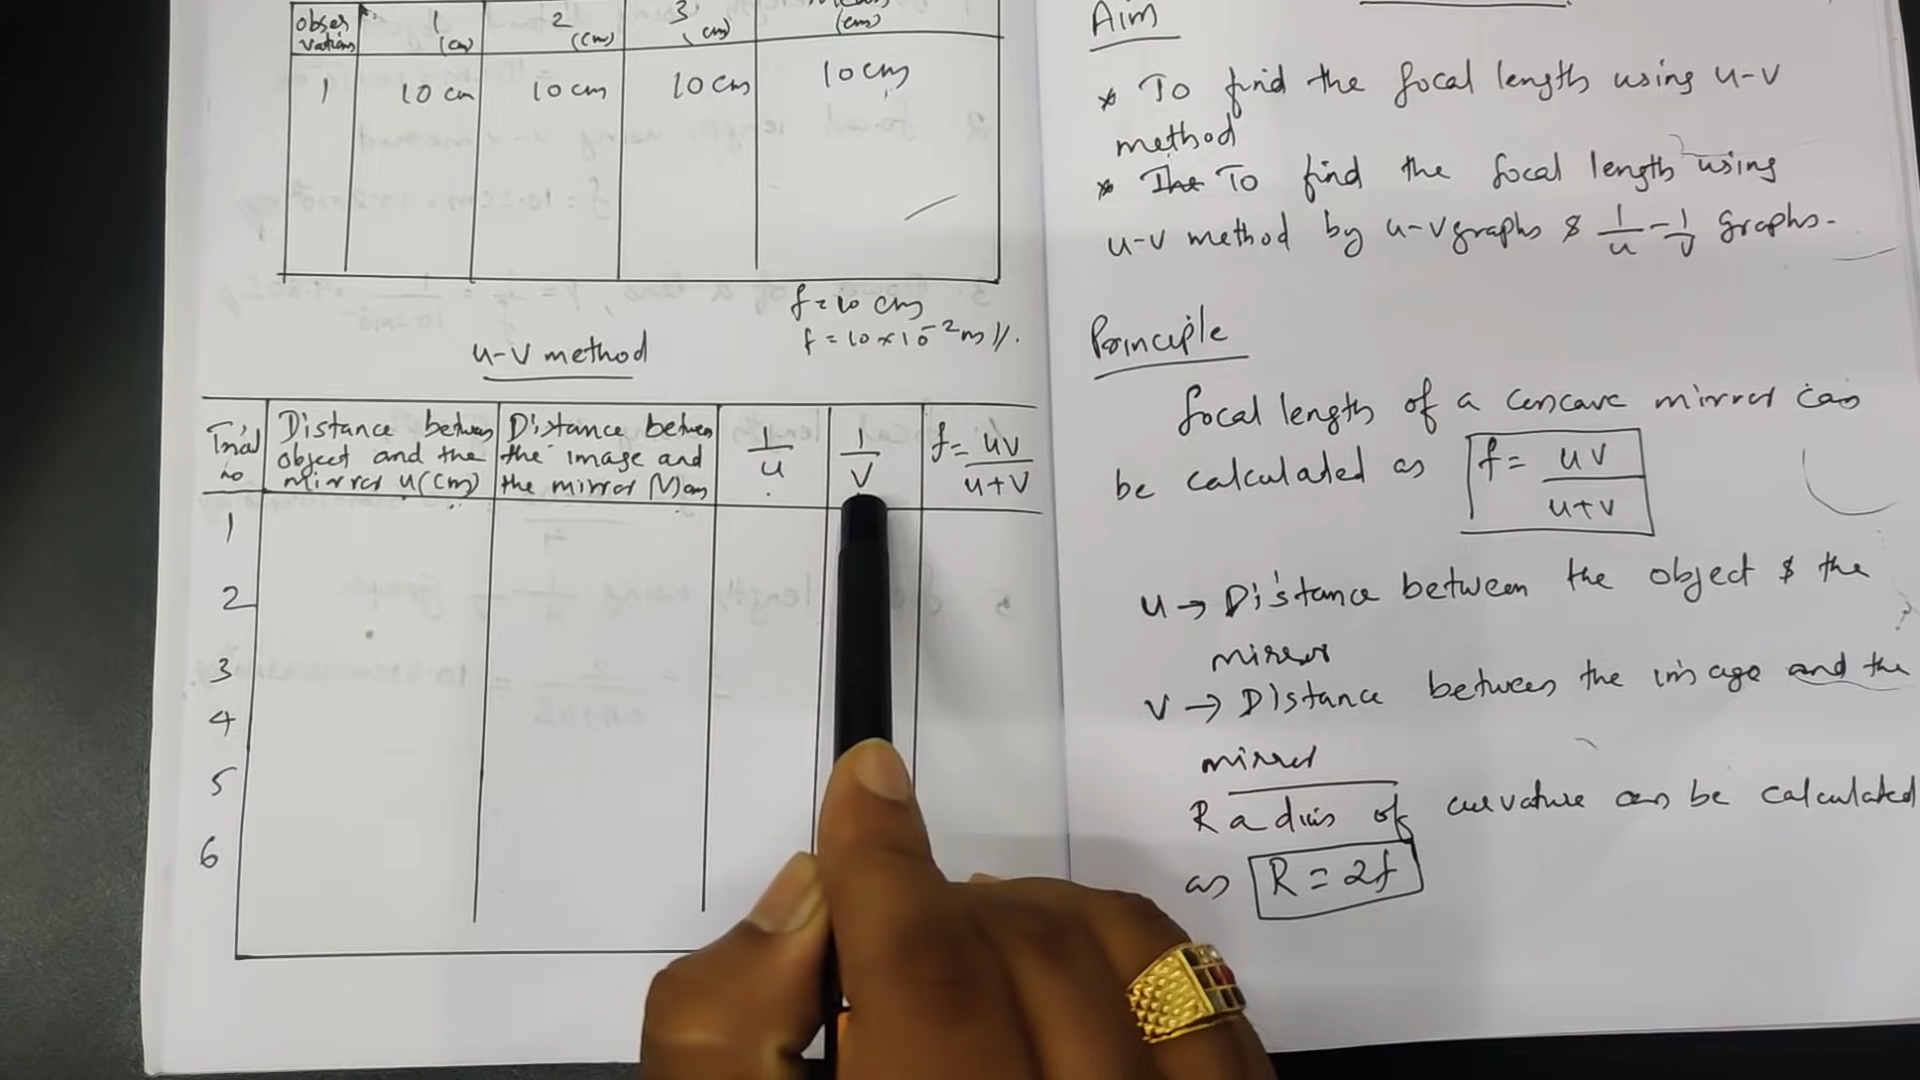 Obser
vations
1
(cm)
2
(cm)
3
(cm)
(cm)
1
10 cm
10 cm
10 cm
10 cm
f = 10 cm
f = 10 × 10⁻² m //.
u-v method
Trial
no
Distance between
object and the
mirror u (cm)
Distance between
the image and
the mirror (V) cm
1/u
1/v
f = uv/u+v
1
2
3
4
5
6
Aim
* To find the focal length using u-v
method
* The To find the focal length using
u-v method by u-v graphs & 1/u - 1/v graphs.
Principle
focal length of a concave mirror can
be calculated as f = uv/u+v
u → Distance between the object & the
mirror
v → Distance between the image and the
mirror
Radius of curvature can be calculated
as R = 2f